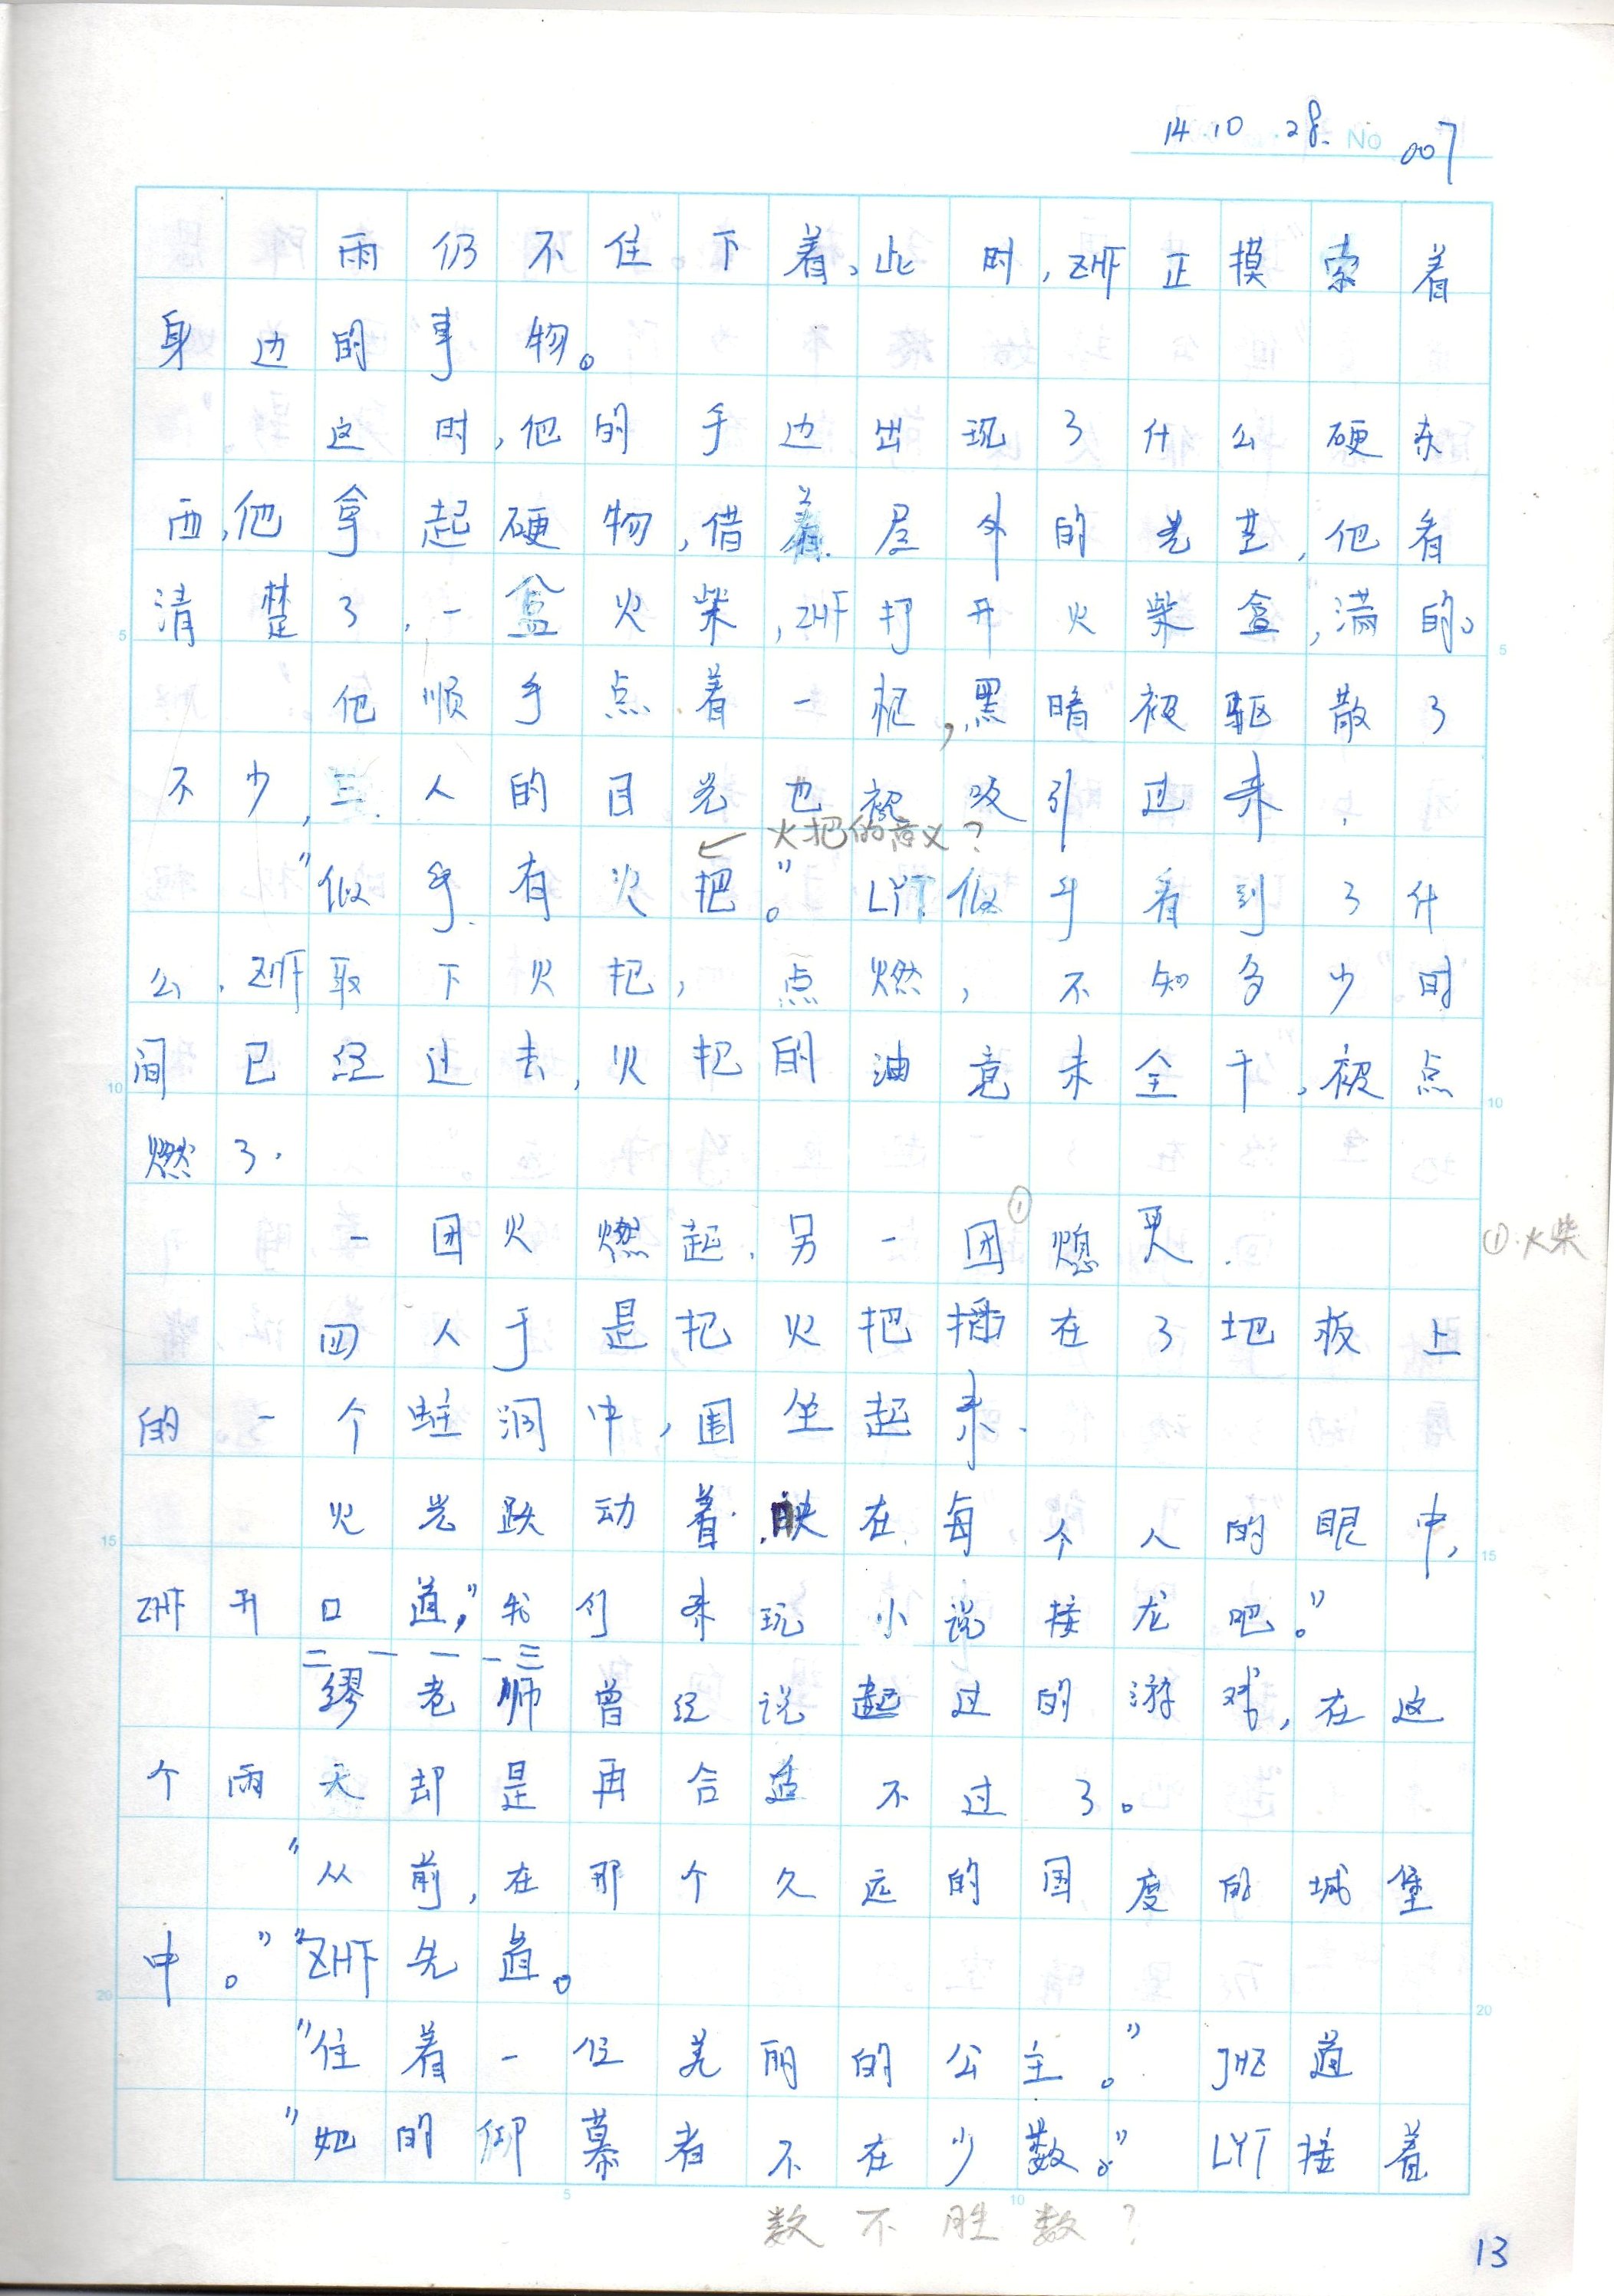 14.10.28. No 007
雨仍不住下着,此时,ZHF正摸索着
身边的事物。
这时,他的手边出现了什么硬东
西,他拿起硬物,借着屋外的光芒,他看
清楚了,一盒火柴,ZHF打开火柴盒,满的。
他顺手点着一根,黑暗被驱散了
不少,三人的目光也被吸引过来.
← 火把的意义?
"似乎有火把。"LYT似乎看到了什
么,ZHF取下火把,点燃,不知多少时
间已经过去,火把的油竟未全干,被点
燃了.
一团火燃起,另一团①熄灭.
①.火柴
四人于是把火把插在了地板上
的一个蛀洞中,围坐起来.
火光跃动着.映在每个人的眼中,
ZHF开口道,"我们来玩小说接龙吧。"
二一一一三
缪老师曾经说起过的游戏,在这
个雨天却是再合适不过了。
"从前,在那个久远的国度的城堡
中。"ZHF先道。
"住着一位美丽的公主。"JHZ道
"她的仰慕者不在少数。"LYT接着
数不胜数?
13
5
10
15
20
5
10
15
20
5
10